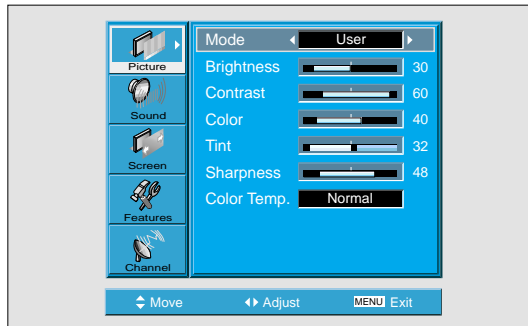 Picture
Sound
Screen
Features
Channel
Mode User
Brightness 30
Contrast 60
Color 40
Tint 32
Sharpness 48
Color Temp. Normal
Move Adjust MENU Exit